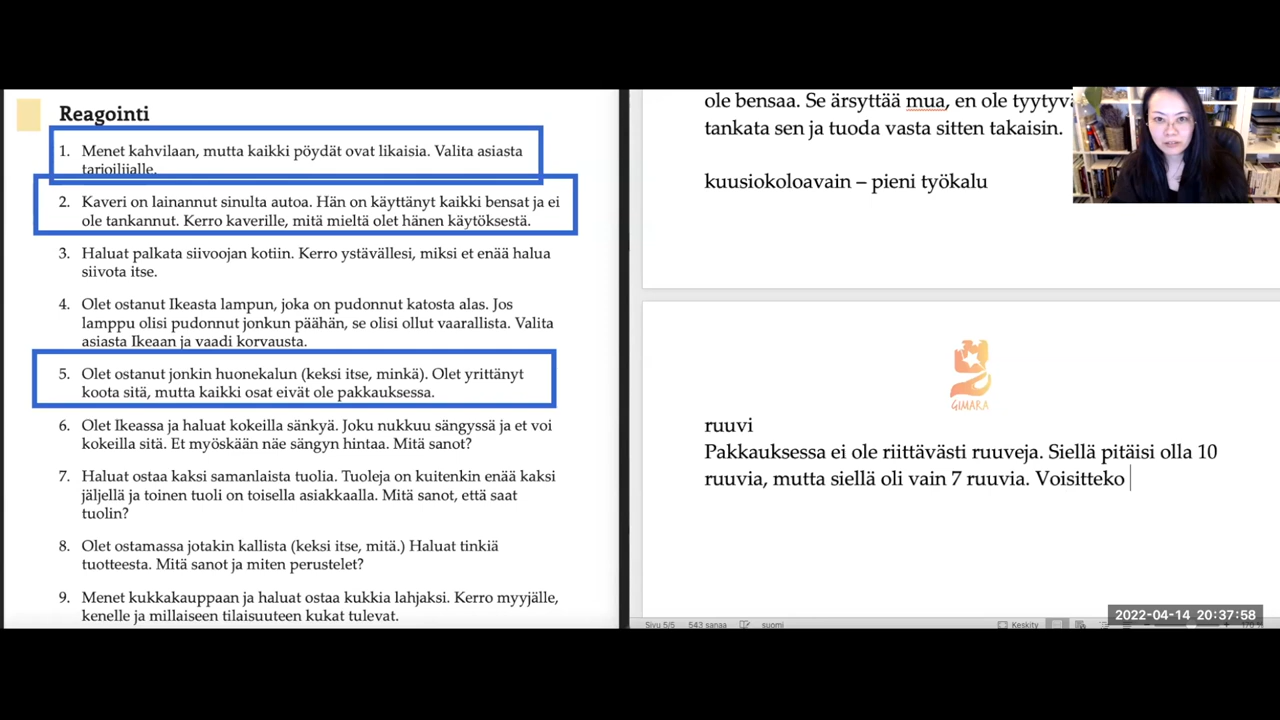 Reagointi
1. Menet kahvilaan, mutta kaikki pöydät ovat likaisia. Valita asiasta
tarjoilijalle.
2. Kaveri on lainannut sinulta autoa. Hän on käyttänyt kaikki bensat ja ei
ole tankannut. Kerro kaverille, mitä mieltä olet hänen käytöksestä.
3. Haluat palkata siivoojan kotiin. Kerro ystävällesi, miksi et enää halua
siivota itse.
4. Olet ostanut Ikeasta lampun, joka on pudonnut katosta alas. Jos
lamppu olisi pudonnut jonkun päähän, se olisi ollut vaarallista. Valita
asiasta Ikeaan ja vaadi korvausta.
5. Olet ostanut jonkin huonekalun (keksi itse, minkä). Olet yrittänyt
koota sitä, mutta kaikki osat eivät ole pakkauksessa.
6. Olet Ikeassa ja haluat kokeilla sänkyä. Joku nukkuu sängyssä ja et voi
kokeilla sitä. Et myöskään näe sängyn hintaa. Mitä sanot?
7. Haluat ostaa kaksi samanlaista tuolia. Tuoleja on kuitenkin enää kaksi
jäljellä ja toinen tuoli on toisella asiakkaalla. Mitä sanot, että saat
tuolin?
8. Olet ostamassa jotakin kallista (keksi itse, mitä.) Haluat tinkiä
tuotteesta. Mitä sanot ja miten perustelet?
9. Menet kukkakauppaan ja haluat ostaa kukkia lahjaksi. Kerro myyjälle,
kenelle ja millaiseen tilaisuuteen kukat tulevat.
ole bensaa. Se ärsyttää mua, en ole tyytyv
tankata sen ja tuoda vasta sitten takaisin.
kuusiokoloavain – pieni työkalu
GIMARA
ruuvi
Pakkauksessa ei ole riittävästi ruuveja. Siellä pitäisi olla 10
ruuvia, mutta siellä oli vain 7 ruuvia. Voisitteko
Sivu 5/5 543 sanaa suomi Keskity
2022-04-14 20:37:58